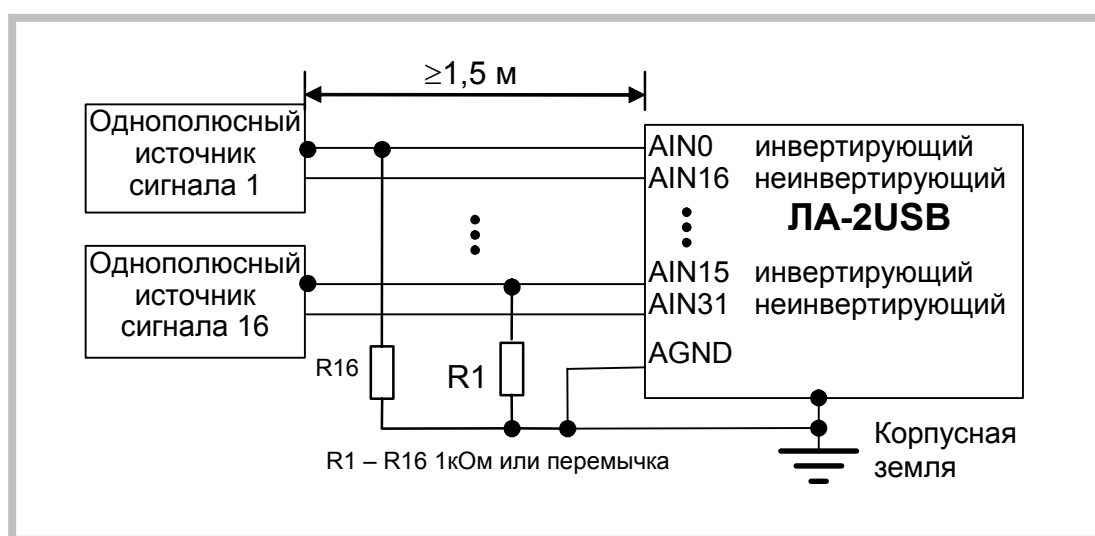 ≥1,5 м
Однополюсный
источник
сигнала 1
AIN0 инвертирующий
AIN16 неинвертирующий
ЛА-2USB
Однополюсный
источник
сигнала 16
AIN15 инвертирующий
AIN31 неинвертирующий
AGND
R16
R1
Корпусная
земля
R1 – R16 1кОм или перемычка